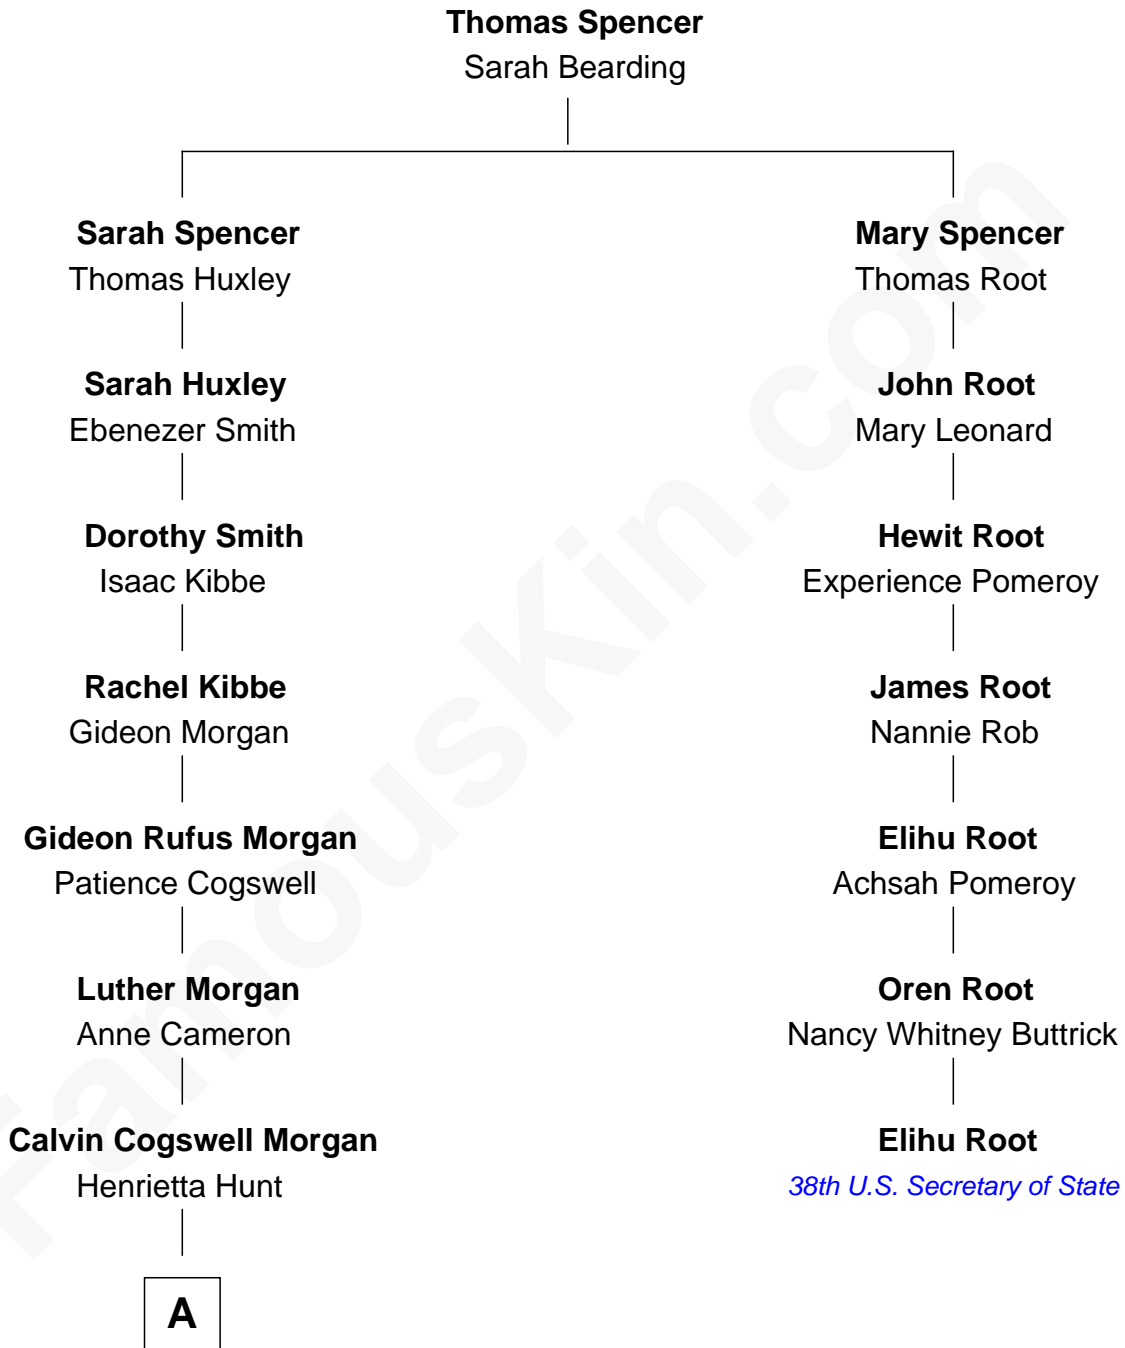 Thomas Spencer
Sarah Bearding
Sarah Spencer
Thomas Huxley
Mary Spencer
Thomas Root
Sarah Huxley
Ebenezer Smith
John Root
Mary Leonard
Dorothy Smith
Isaac Kibbe
Hewit Root
Experience Pomeroy
Rachel Kibbe
Gideon Morgan
James Root
Nannie Rob
Gideon Rufus Morgan
Patience Cogswell
Elihu Root
Achsah Pomeroy
Luther Morgan
Anne Cameron
Oren Root
Nancy Whitney Buttrick
Calvin Cogswell Morgan
Henrietta Hunt
Elihu Root
38th U.S. Secretary of State
A
FamousKin.com